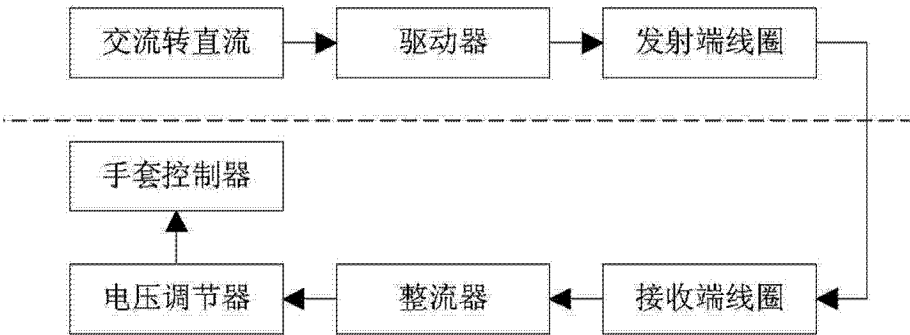 交流转直流
驱动器
发射端线圈
手套控制器
电压调节器
整流器
接收端线圈